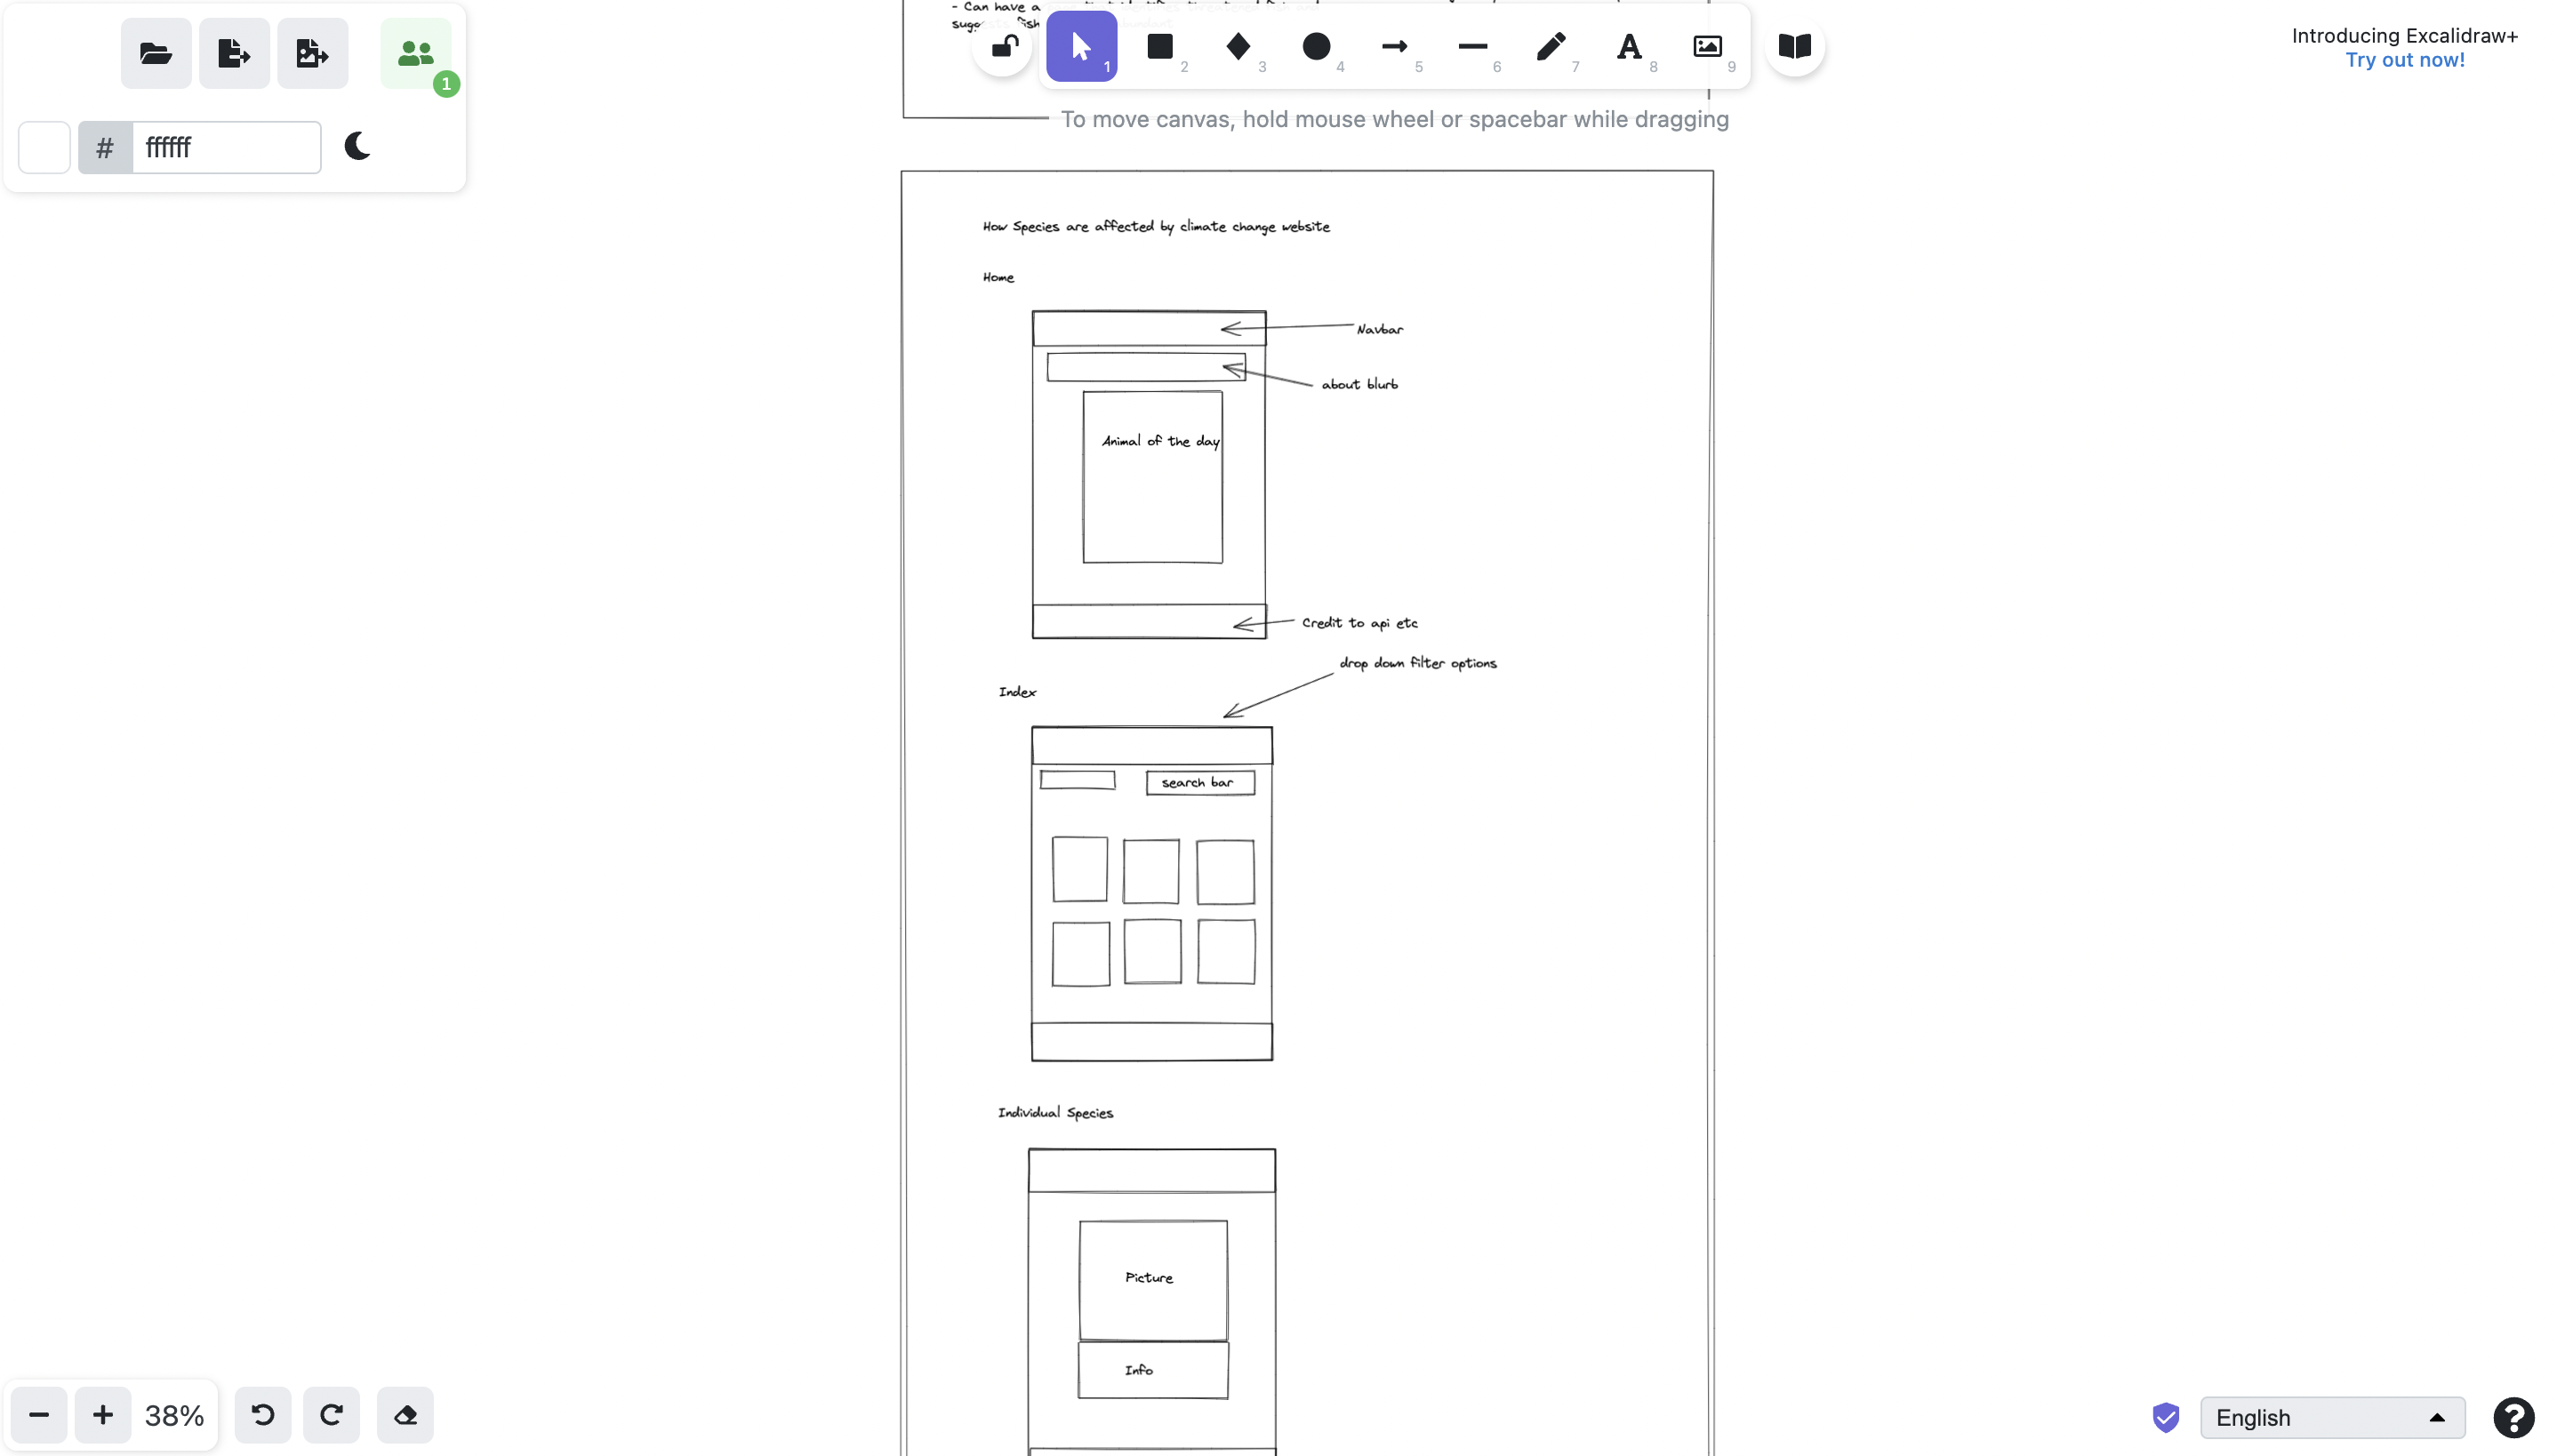 - Can have a
Introducing Excalidraw+
Try out now!
1
1
2
3
4
5
6
7
8
9
# ffffff
To move canvas, hold mouse wheel or spacebar while dragging
How Species are affected by climate change website
Home
Navbar
about blurb
Animal of the day
Credit to api etc
drop down filter options
Index
search bar
Individual Species
Picture
Info
38%
English